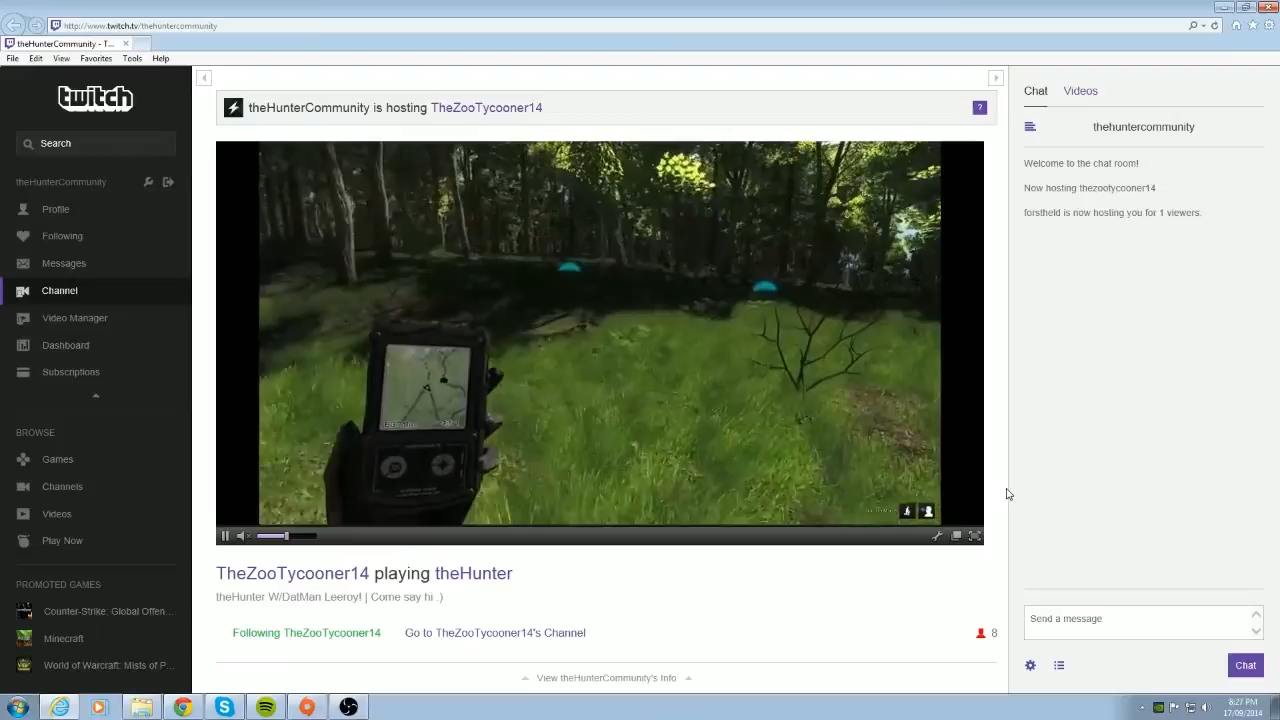 http://www.twitch.tv/thehuntercommunity
theHunterCommunity - T...
File Edit View Favorites Tools Help
twitch
Search
theHunterCommunity
Profile
Following
Messages
Channel
Video Manager
Dashboard
Subscriptions
BROWSE
Games
Channels
Videos
Play Now
PROMOTED GAMES
Counter-Strike: Global Offen...
Minecraft
World of Warcraft: Mists of P...
theHunterCommunity is hosting TheZooTycooner14
?
TheZooTycooner14 playing theHunter
theHunter W/DatMan Leeroy! | Come say hi .)
Following TheZooTycooner14
Go to TheZooTycooner14's Channel
8
View theHunterCommunity's Info
Chat Videos
thehuntercommunity
Welcome to the chat room!
Now hosting thezootycooner14
forstheld is now hosting you for 1 viewers.
Send a message
Chat
8:27 PM
17/09/2014